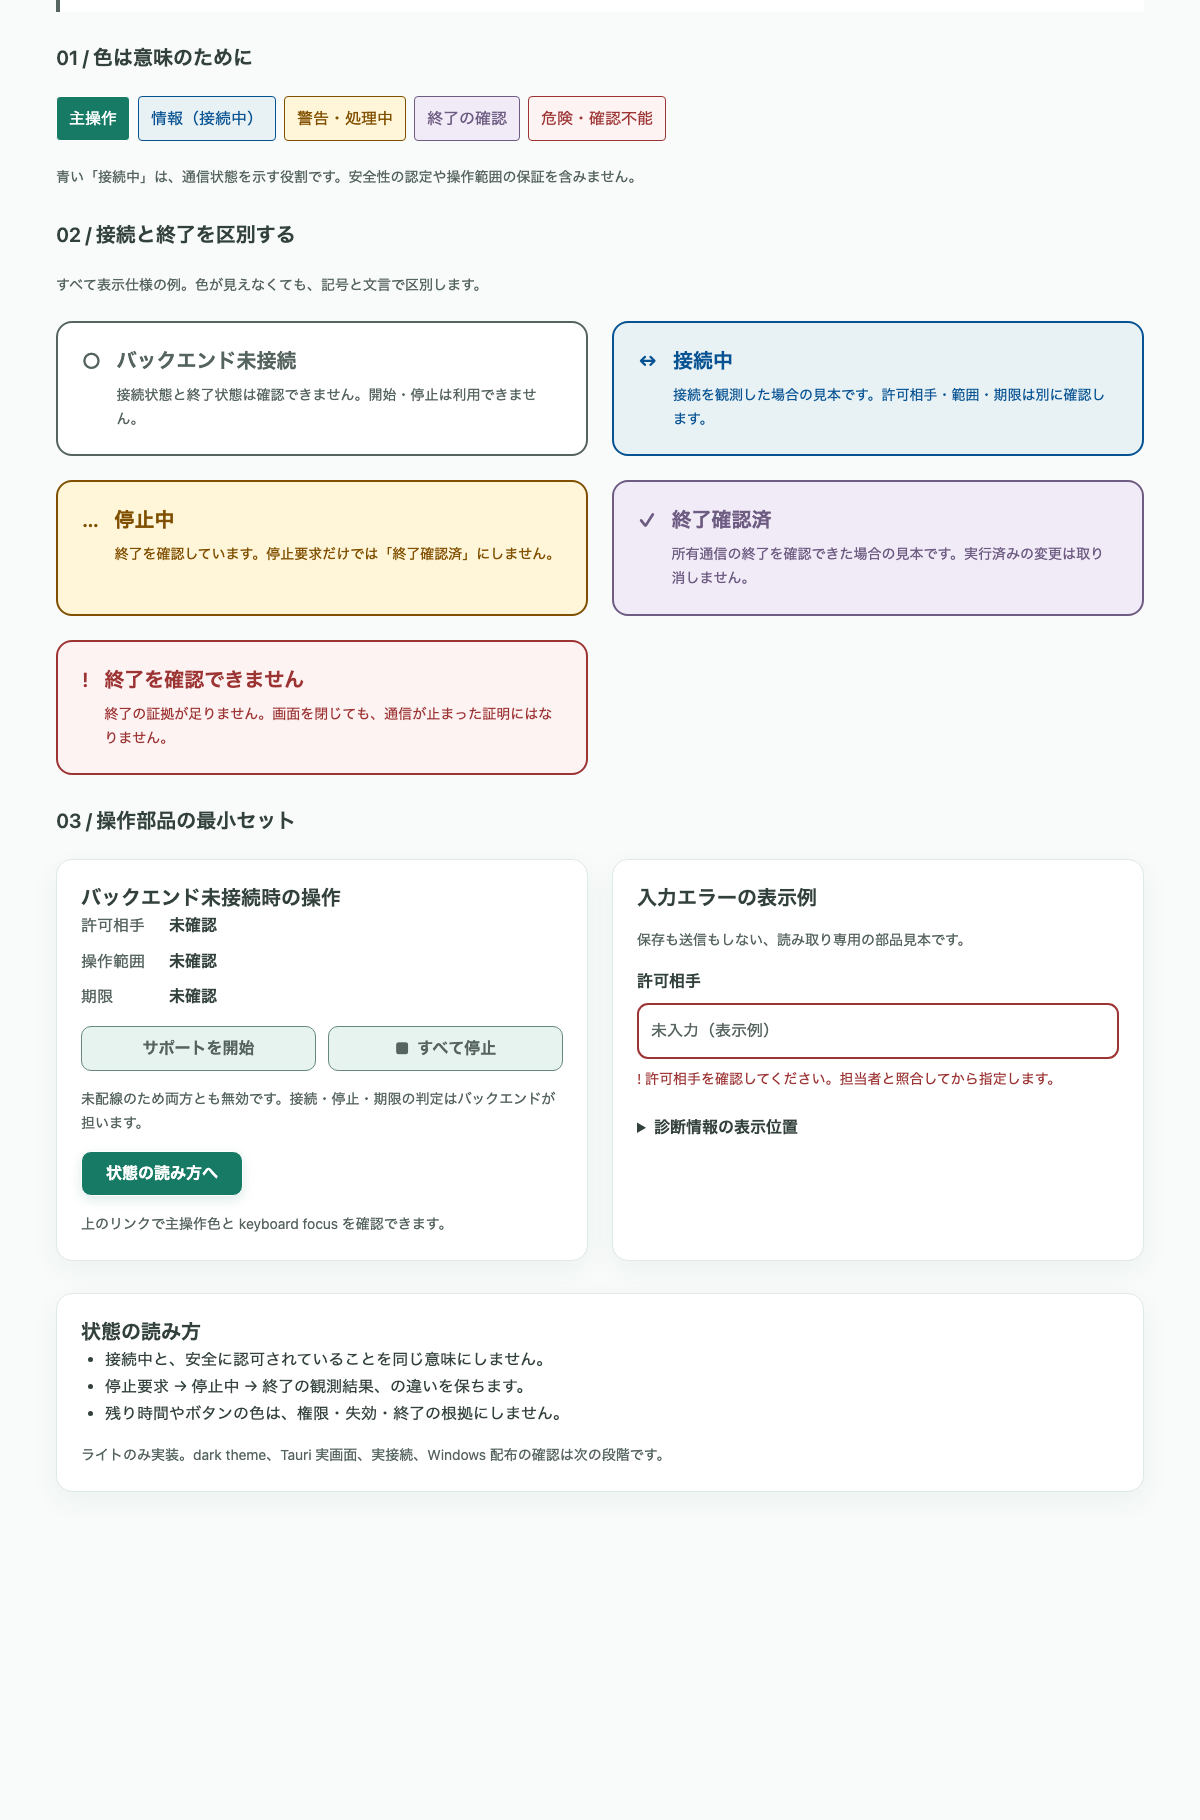 01 / 色は意味のために
主操作
情報（接続中）
警告・処理中
終了の確認
危険・確認不能
青い「接続中」は、通信状態を示す役割です。安全性の認定や操作範囲の保証を含みません。
02 / 接続と終了を区別する
すべて表示仕様の例。色が見えなくても、記号と文言で区別します。
○ バックエンド未接続
接続状態と終了状態は確認できません。開始・停止は利用できませ
ん。
↔ 接続中
接続を観測した場合の見本です。許可相手・範囲・期限は別に確認し
ます。
… 停止中
終了を確認しています。停止要求だけでは「終了確認済」にしません。
✓ 終了確認済
所有通信の終了を確認できた場合の見本です。実行済みの変更は取り
消しません。
! 終了を確認できません
終了の証拠が足りません。画面を閉じても、通信が止まった証明にはな
りません。
03 / 操作部品の最小セット
バックエンド未接続時の操作
許可相手 未確認
操作範囲 未確認
期限 未確認
サポートを開始
■ すべて停止
未配線のため両方とも無効です。接続・停止・期限の判定はバックエンドが
担います。
状態の読み方へ
上のリンクで主操作色と keyboard focus を確認できます。
入力エラーの表示例
保存も送信もしない、読み取り専用の部品見本です。
許可相手
未入力（表示例）
! 許可相手を確認してください。担当者と照合してから指定します。
▶ 診断情報の表示位置
状態の読み方
• 接続中と、安全に認可されていることを同じ意味にしません。
• 停止要求 → 停止中 → 終了の観測結果、の違いを保ちます。
• 残り時間やボタンの色は、権限・失効・終了の根拠にしません。
ライトのみ実装。dark theme、Tauri 実画面、実接続、Windows 配布の確認は次の段階です。